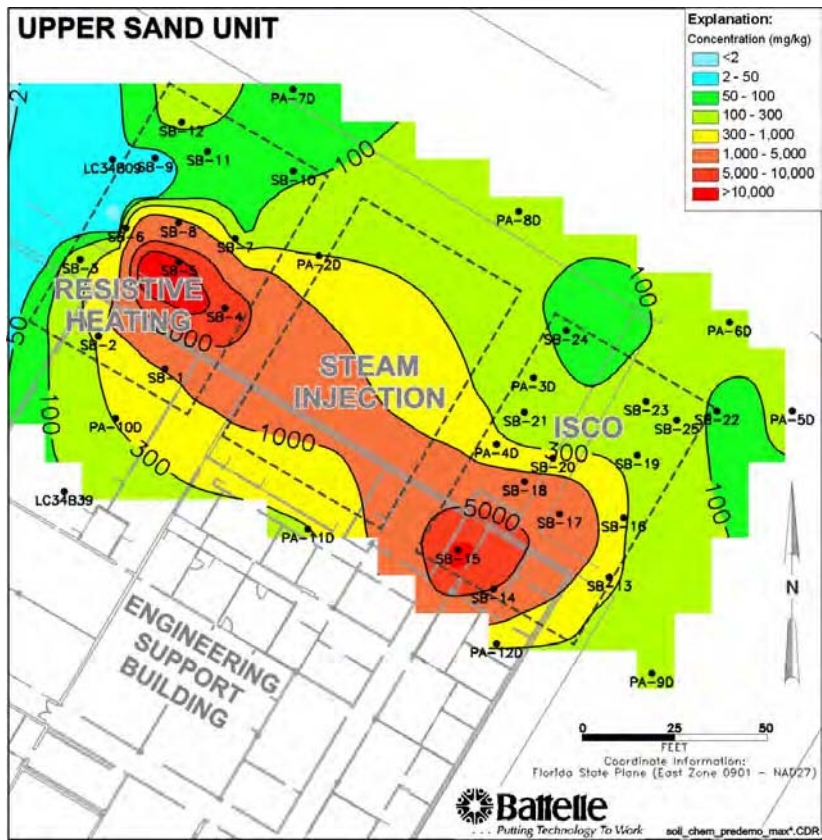 UPPER SAND UNIT
Explanation:
Concentration (mg/kg)
<2
2 - 50
50 - 100
100 - 300
300 - 1,000
1,000 - 5,000
5,000 - 10,000
>10,000
PA-7D
SB-12
SB-11
LC34B09
SB-9
SB-10
100
PA-8D
SB-8
SB-6
SB-7
PA-2D
SB-5
RESISTIVE
HEATING
SB-4
100
PA-6D
SB-24
50
SB-2
SB-1
STEAM
INJECTION
PA-3D
SB-23
SB-22
PA-5D
SB-21
SB-25
ISCO
100
PA-10D
1000
PA-4D
300
SB-20
SB-19
300
SB-18
LC34B39
5000
SB-17
SB-16
100
PA-11D
SB-15
SB-14
SB-13
N
ENGINEERING
SUPPORT
BUILDING
PA-12D
PA-9D
0 25 50
FEET
Coordinate Information:
Florida State Plane (East Zone 0901 - NAD27)
Battelle
... Putting Technology To Work
soil_chem_predemo_max*.CDR